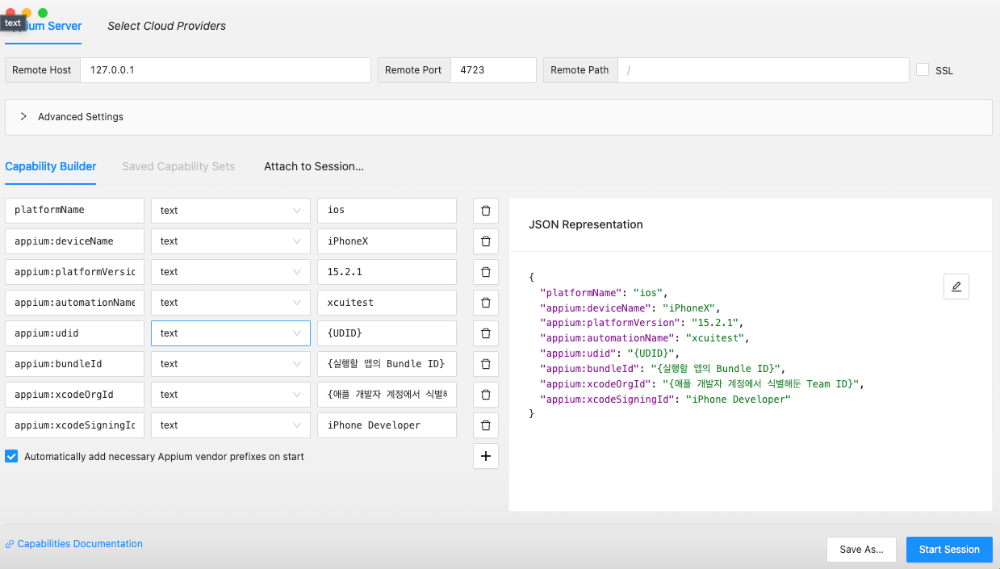 text
Appium Server
Select Cloud Providers
Remote Host 127.0.0.1 Remote Port 4723 Remote Path / SSL
Advanced Settings
Capability Builder Saved Capability Sets Attach to Session…
platformName text ios
appium:deviceName text iPhoneX
appium:platformVersio text 15.2.1
appium:automationName text xcuitest
appium:udid text {UDID}
appium:bundleId text {실행할 앱의 Bundle ID}
appium:xcodeOrgId text {애플 개발자 계정에서 식별해
appium:xcodeSigningId text iPhone Developer
Automatically add necessary Appium vendor prefixes on start
JSON Representation
{
"platformName": "ios",
"appium:deviceName": "iPhoneX",
"appium:platformVersion": "15.2.1",
"appium:automationName": "xcuitest",
"appium:udid": "{UDID}",
"appium:bundleId": "{실행할 앱의 Bundle ID}",
"appium:xcodeOrgId": "{애플 개발자 계정에서 식별해둔 Team ID}",
"appium:xcodeSigningId": "iPhone Developer"
}
Capabilities Documentation
Save As…
Start Session